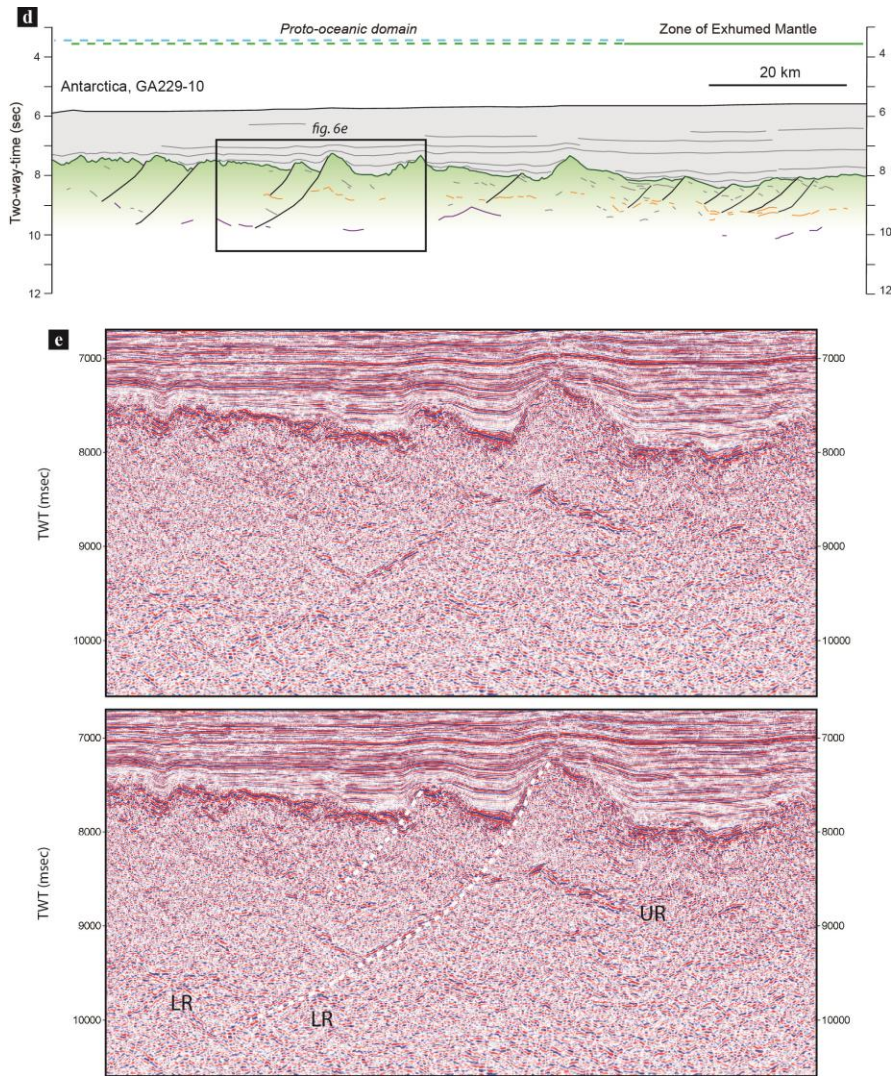 d
Proto-oceanic domain
Zone of Exhumed Mantle
4
4
Antarctica, GA229-10
20 km
6
6
fig. 6e
8
8
10
10
12
12
Two-way-time (sec)
e
7000
7000
8000
8000
9000
9000
10000
10000
TWT (msec)
7000
7000
8000
8000
9000
9000
UR
LR
LR
10000
10000
TWT (msec)